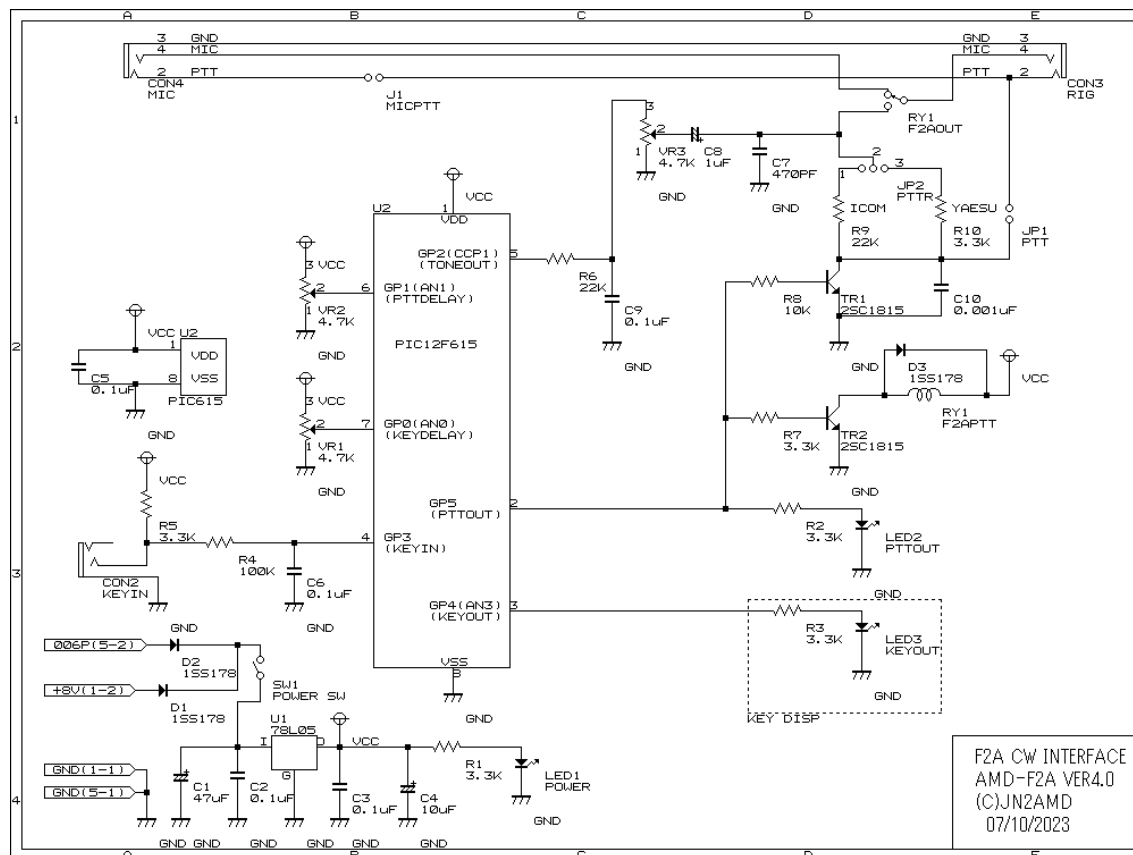 A B C D E
3 GND GND 3
4 MIC MIC 4
2 PTT PTT 2
CON4
MIC
J1
MICPTT
CON3
RIG
RY1
F2AOUT
1
3
2
1
VR3
4.7K
C8
1uF
C7
470PF
GND
GND
2
1
3
JP2
PTTR
ICOM
YAESU
R9
22K
R10
3.3K
JP1
PTT
VCC
U2
1
VDD
GP2(CCP1)
(TONEOUT)
5
R6
22K
C9
0.1uF
GND
3 VCC
2
1 VR2
4.7K
GND
6
GP1(AN1)
(PTTDELAY)
PIC12F615
R8
10K
TR1
2SC1815
C10
0.001uF
GND
2
VCC
U2
1
VDD
8
VSS
PIC615
C5
0.1uF
GND
D3
1SS178
VCC
RY1
F2APTT
3 VCC
2
1 VR1
4.7K
GND
7
GP0(AN0)
(KEYDELAY)
R7
3.3K
TR2
2SC1815
GND
VCC
R5
3.3K
R4
100K
C6
0.1uF
GND
CON2
KEYIN
GND
4
GP3
(KEYIN)
GP5
(PTTOUT)
2
R2
3.3K
LED2
PTTOUT
GND
3
GP4(AN3)
(KEYOUT)
3
R3
3.3K
LED3
KEYOUT
GND
KEY DISP
VSS
8
GND
006P(5-2)
D2
1SS178
+8V(1-2)
D1
1SS178
SW1
POWER SW
U1
78L05
I
O
G
VCC
R1
3.3K
LED1
POWER
GND
GND(1-1)
GND(5-1)
C1
47uF
C2
0.1uF
C3
0.1uF
C4
10uF
GND GND GND GND GND GND
4
F2A CW INTERFACE
AMD-F2A VER4.0
(C)JN2AMD
07/10/2023
A B C D E